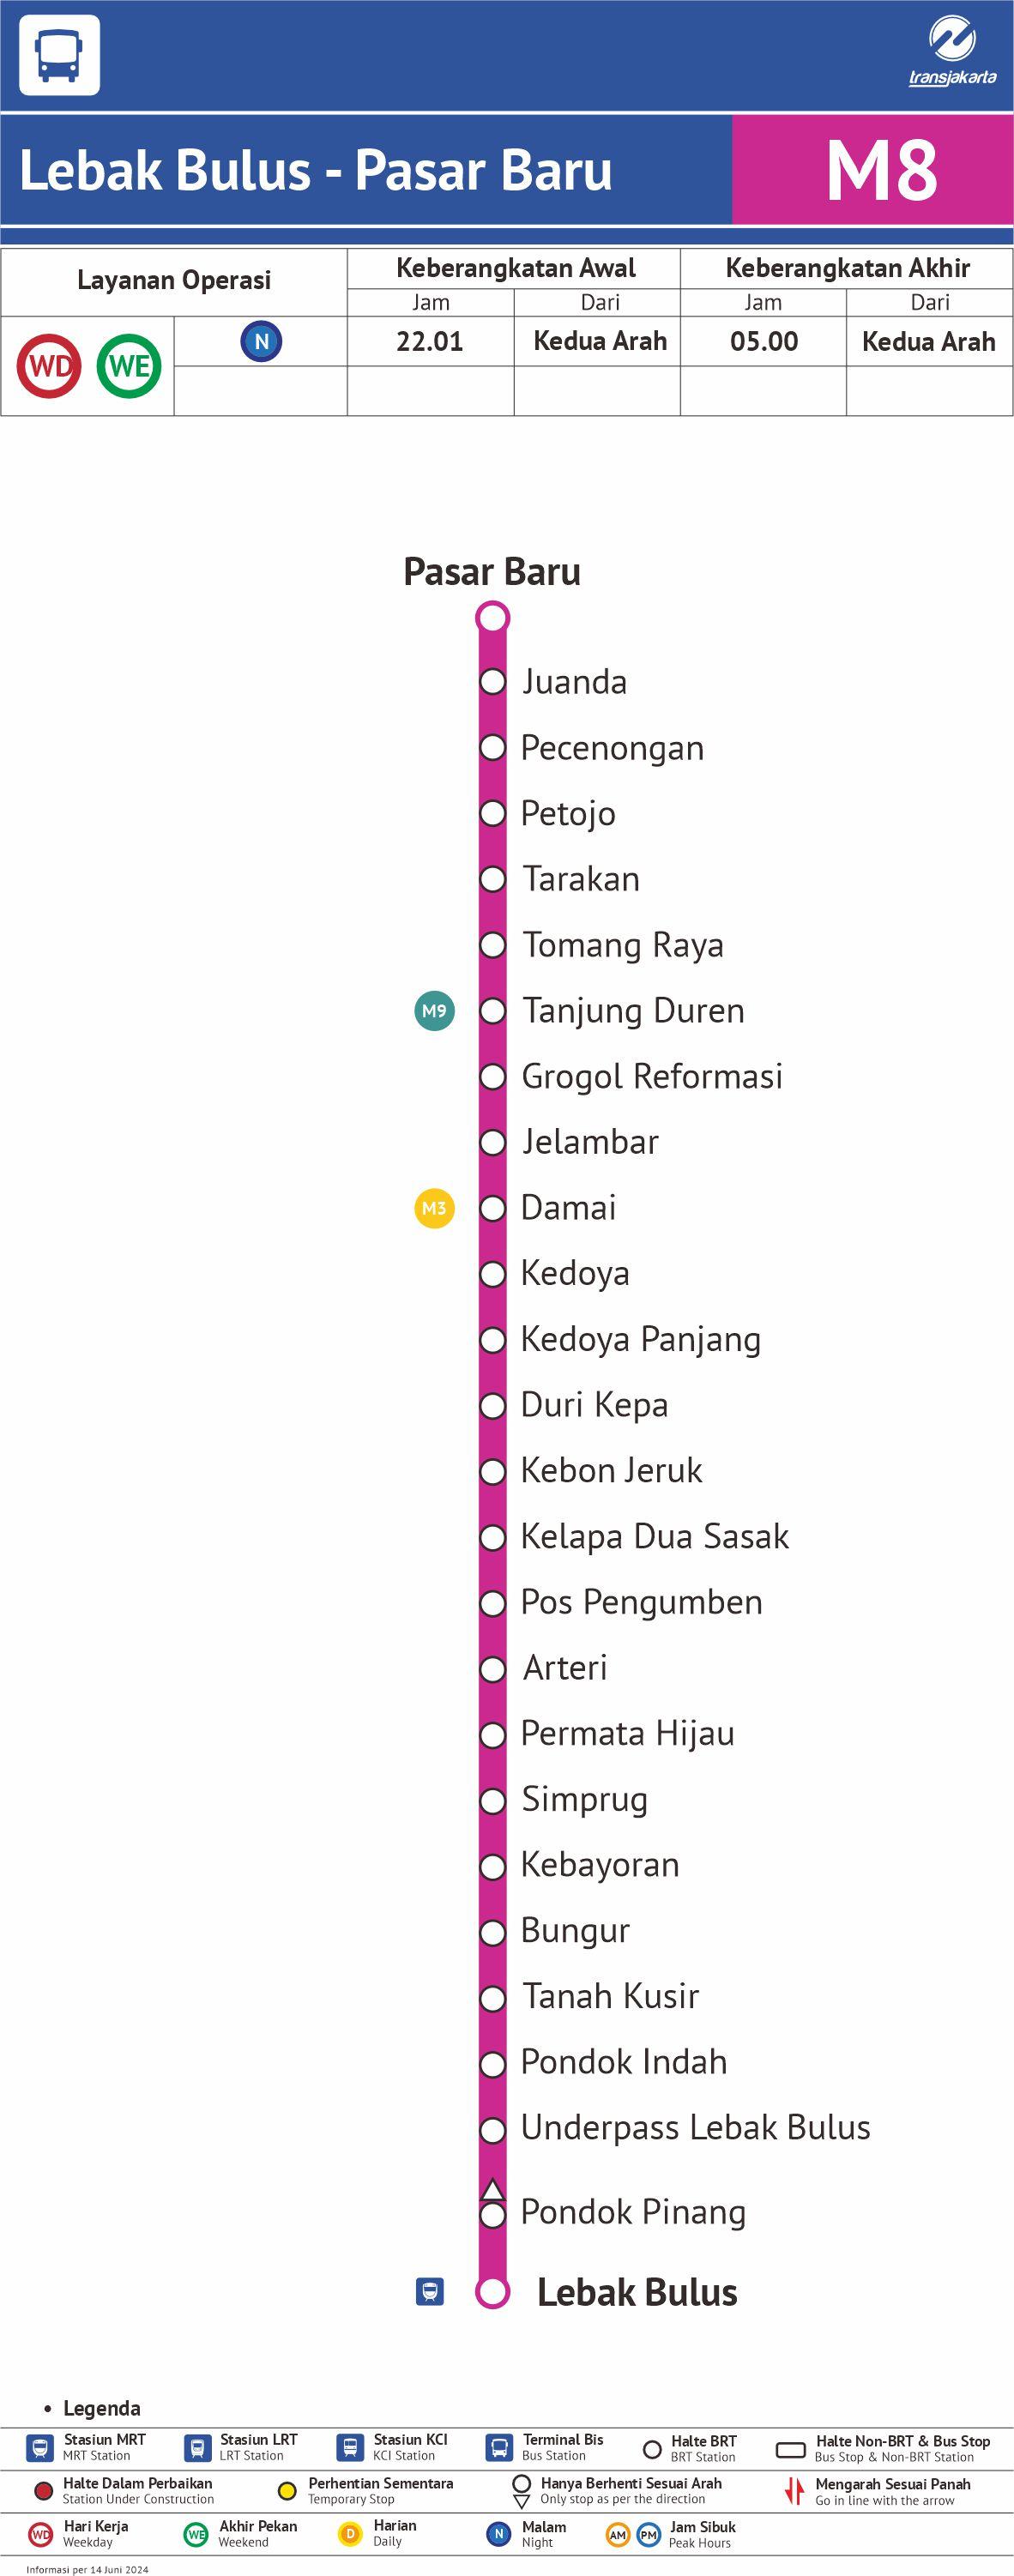 transjakarta
Lebak Bulus - Pasar Baru
M8
Layanan Operasi
Keberangkatan Awal
Keberangkatan Akhir
Jam
Dari
Jam
Dari
WD
WE
N
22.01
Kedua Arah
05.00
Kedua Arah
Pasar Baru
Juanda
Pecenongan
Petojo
Tarakan
Tomang Raya
M9
Tanjung Duren
Grogol Reformasi
Jelambar
M3
Damai
Kedoya
Kedoya Panjang
Duri Kepa
Kebon Jeruk
Kelapa Dua Sasak
Pos Pengumben
Arteri
Permata Hijau
Simprug
Kebayoran
Bungur
Tanah Kusir
Pondok Indah
Underpass Lebak Bulus
Pondok Pinang
Lebak Bulus
• Legenda
Stasiun MRT
MRT Station
Stasiun LRT
LRT Station
Stasiun KCI
KCI Station
Terminal Bis
Bus Station
Halte BRT
BRT Station
Halte Non-BRT & Bus Stop
Bus Stop & Non-BRT Station
Halte Dalam Perbaikan
Station Under Construction
Perhentian Sementara
Temporary Stop
Hanya Berhenti Sesuai Arah
Only stop as per the direction
Mengarah Sesuai Panah
Go in line with the arrow
WD
Hari Kerja
Weekday
WE
Akhir Pekan
Weekend
D
Harian
Daily
N
Malam
Night
AM
PM
Jam Sibuk
Peak Hours
Informasi per 14 Juni 2024